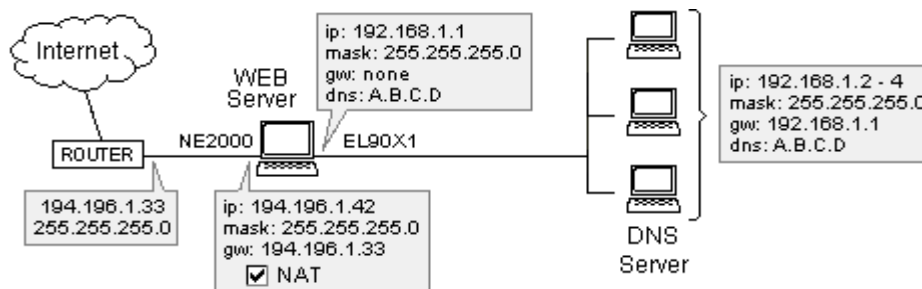 Internet
ROUTER
194.196.1.33
255.255.255.0
NE2000
WEB
Server
EL90X1
ip: 192.168.1.1
mask: 255.255.255.0
gw: none
dns: A.B.C.D
ip: 194.196.1.42
mask: 255.255.255.0
gw: 194.196.1.33
NAT
ip: 192.168.1.2 - 4
mask: 255.255.255.0
gw: 192.168.1.1
dns: A.B.C.D
DNS
Server